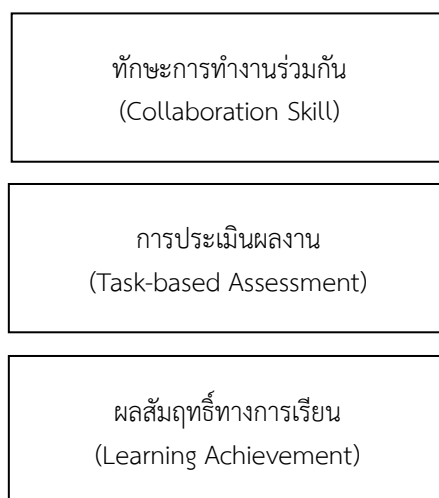 ทักษะการทำงานร่วมกัน
(Collaboration Skill)
การประเมินผลงาน
(Task-based Assessment)
ผลสัมฤทธิ์ทางการเรียน
(Learning Achievement)